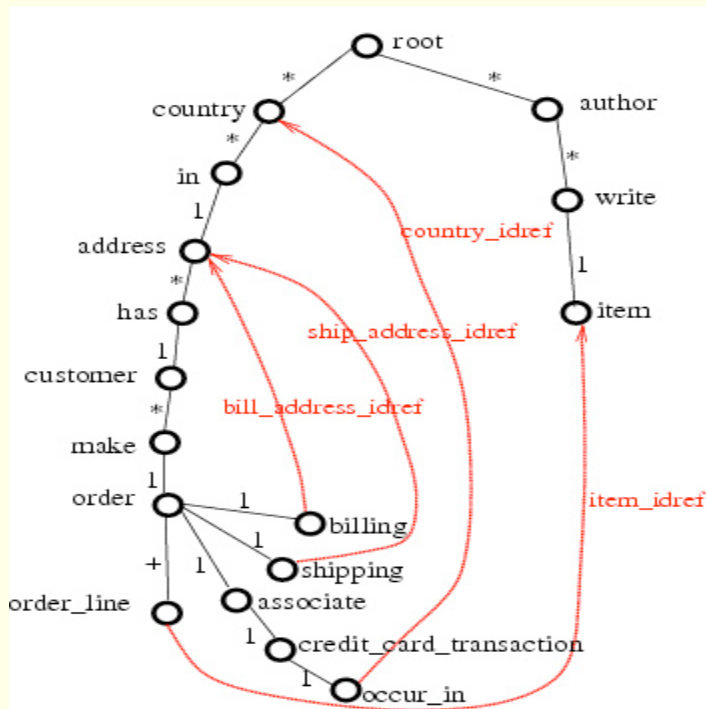 root
*
*
country
author
*
*
in
write
1
country_idref
address
1
*
has
item
ship_address_idref
1
customer
bill_address_idref
*
make
1
order
1
item_idref
billing
1
+
1
shipping
order_line
associate
1
credit_card_transaction
1
occur_in